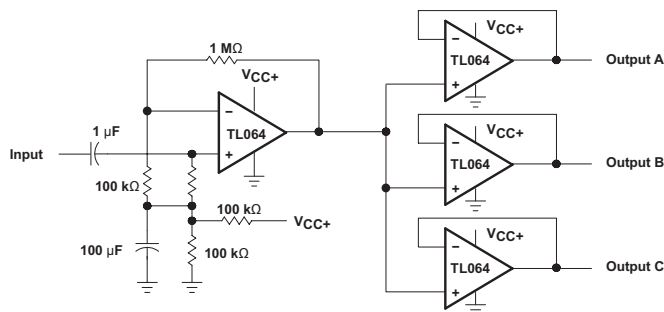 1 MΩ
VCC+
−
TL064
+
1 µF
Input
100 kΩ
100 kΩ
VCC+
100 µF
100 kΩ
VCC+
−
TL064
+
Output A
VCC+
−
TL064
+
Output B
VCC+
−
TL064
+
Output C